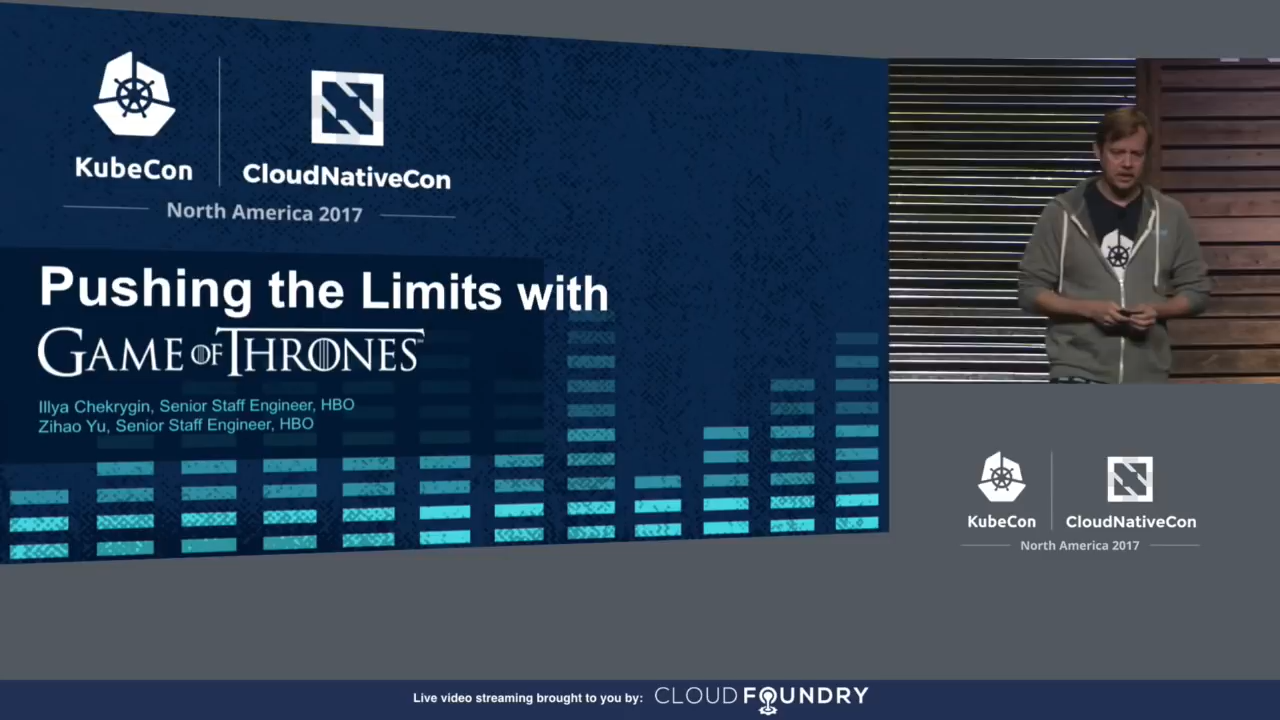 KubeCon
CloudNativeCon
North America 2017
Pushing the Limits with
GAME OF THRONES™
Illya Chekrygin, Senior Staff Engineer, HBO
Zihao Yu, Senior Staff Engineer, HBO
KubeCon
CloudNativeCon
North America 2017
Live video streaming brought to you by: CLOUD FOUNDRY